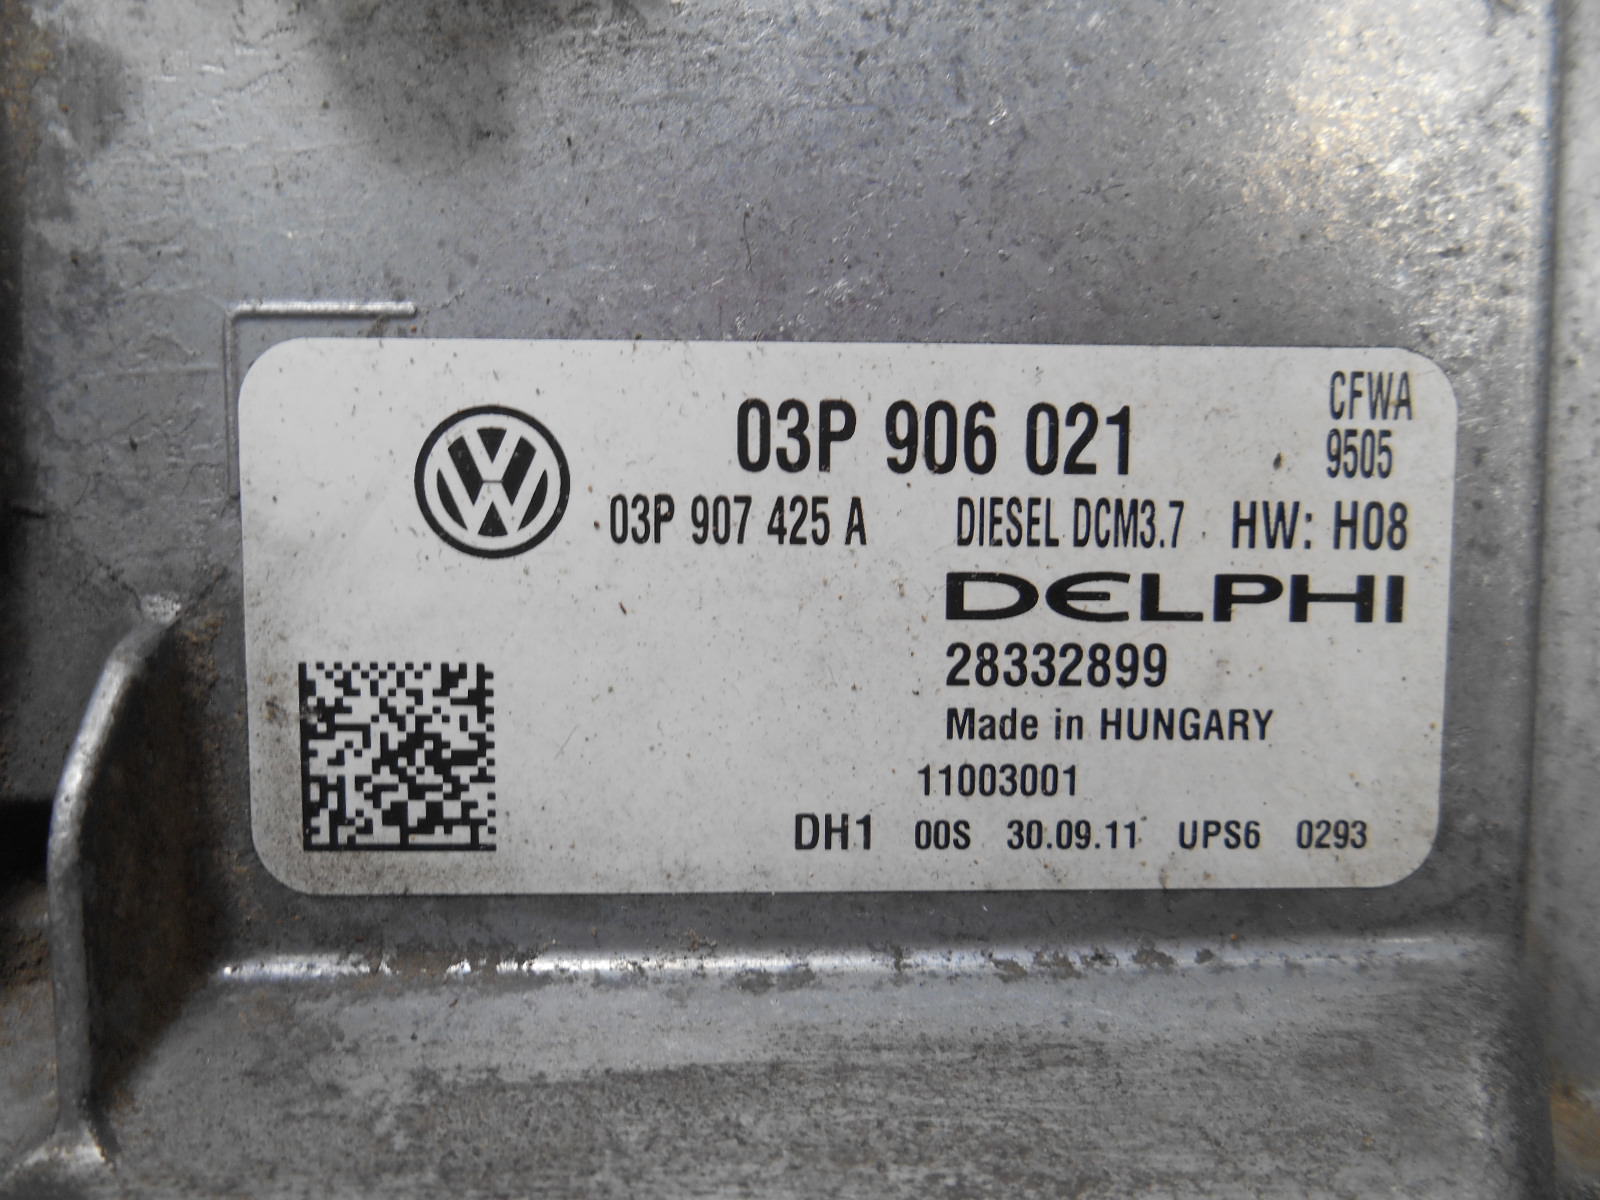 CFWA
03P 906 021 9505
03P 907 425 A DIESEL DCM3.7 HW: H08
DELPHI
28332899
Made in HUNGARY
11003001
DH1 00S 30.09.11 UPS6 0293